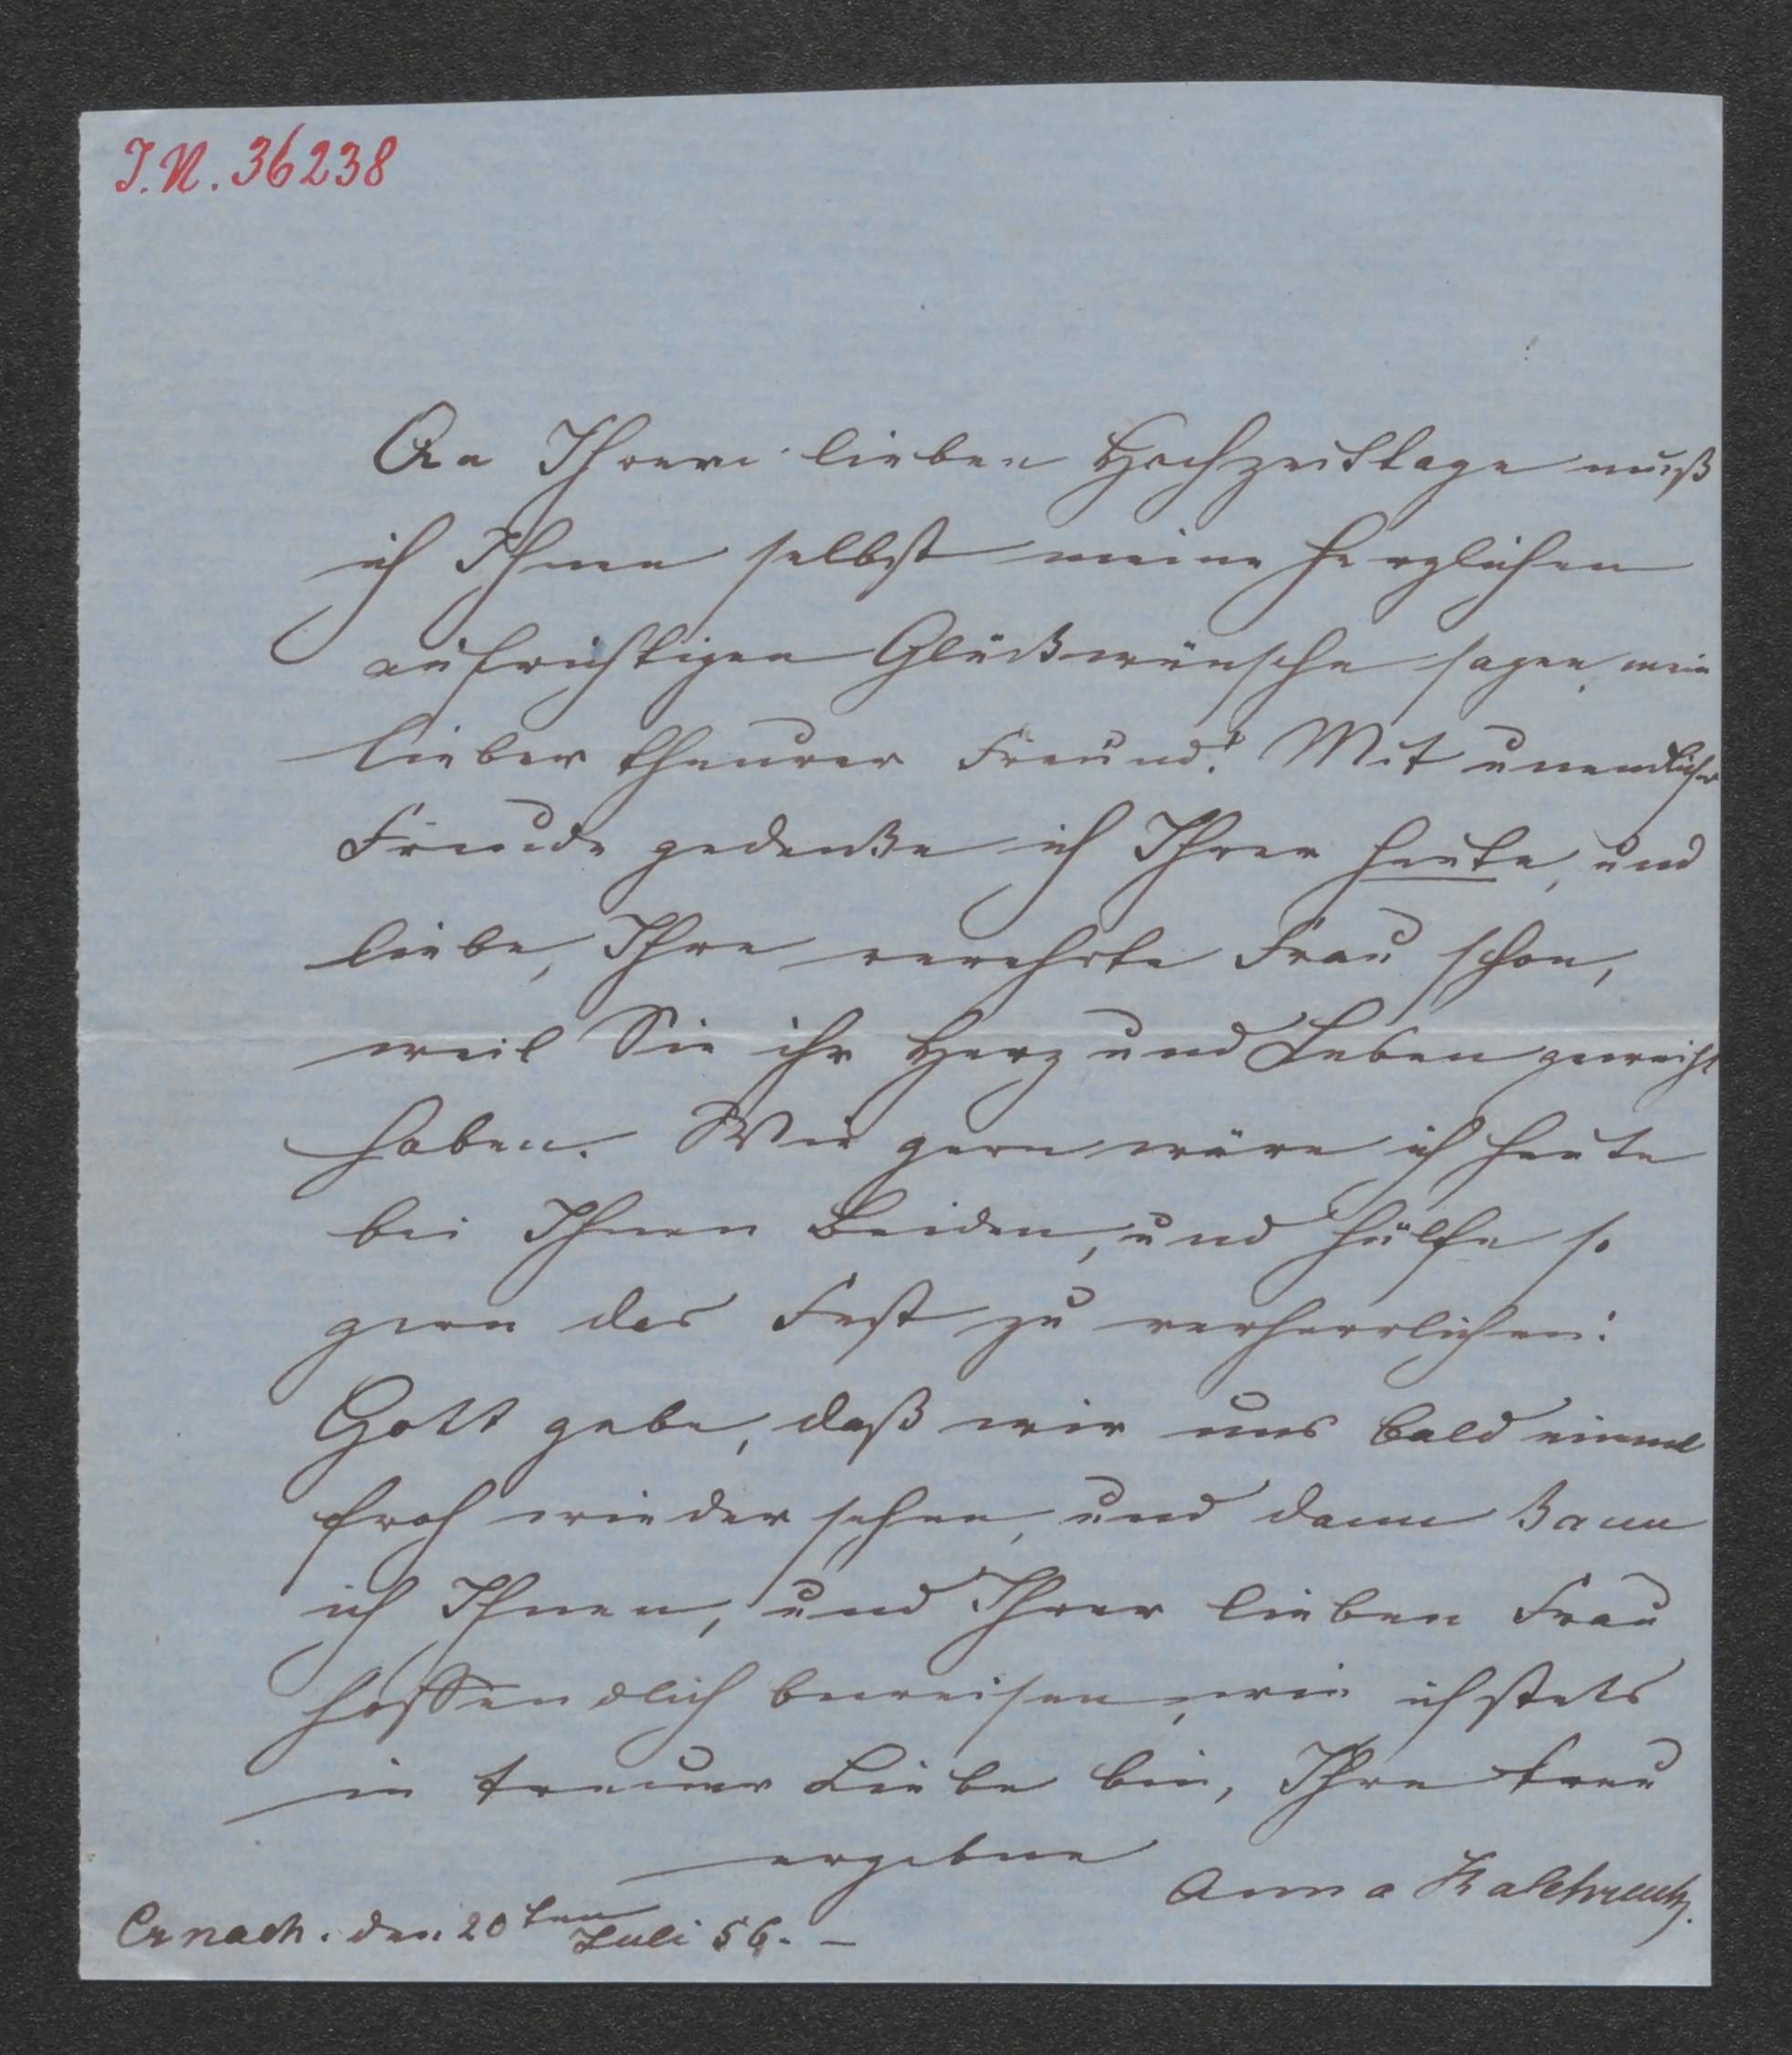 J.N. 36238
An Ihrem lieben Hochzeittage muß
ich Ihnen selbst meine herzlichen
aufrichtigen Glückwünsche sagen, mein
lieber theurer Freund! Mit unendlicher
Freude gedenke ich Ihrer heute, und
liebe, Ihre verehrte Frau schon,
weil Sie ihr Herz und Leben geweiht
haben. Wie gern wäre ich heute
bei Ihnen Beiden, und hülfe so
gern das Fest zu verherrlichen:
Gott gebe, daß wir uns bald einmal
froh wieder sehen, und dann kann
ich Ihnen, und Ihrer lieben Frau
hoffendlich beweisen, wie ich stets
in treuer Liebe bin, Ihre treu
ergebene
Anna Kalckreuth.
den 20ten Juli 56. –